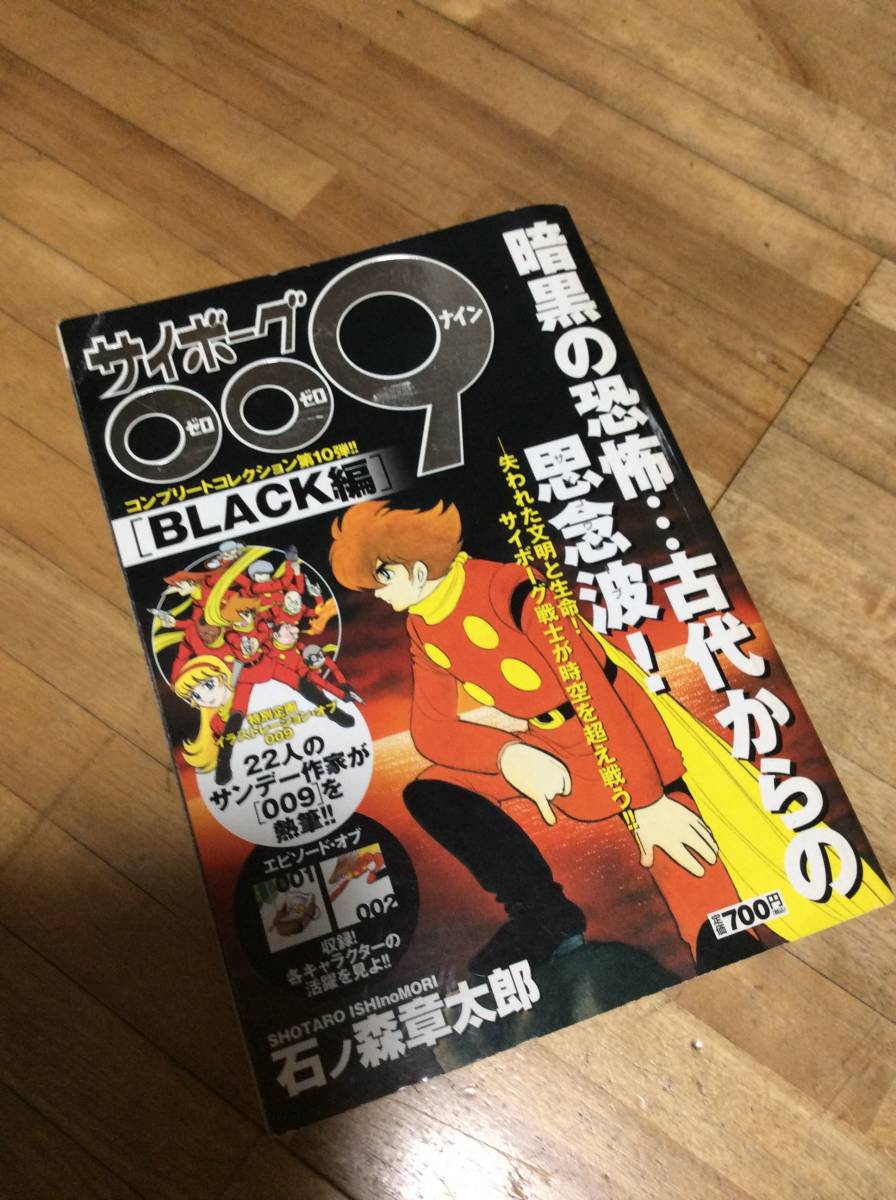 サイボーグ
009
ゼロ
ゼロ
ナイン
コンプリートコレクション第10弾!!
[BLACK編]
暗黒の恐怖…古代からの
思念波!
―失われた文明と生命!
サイボーグ戦士が時空を超え戦う!!
特別企画
イラストレーション・オブ
009
22人の
サンデー作家が
[009]を
熱筆!!
エピソード・オブ
001
002
収録!
各キャラクターの
活躍を見よ!!
定価700円
SHOTARO ISHInoMORI
石ノ森章太郎